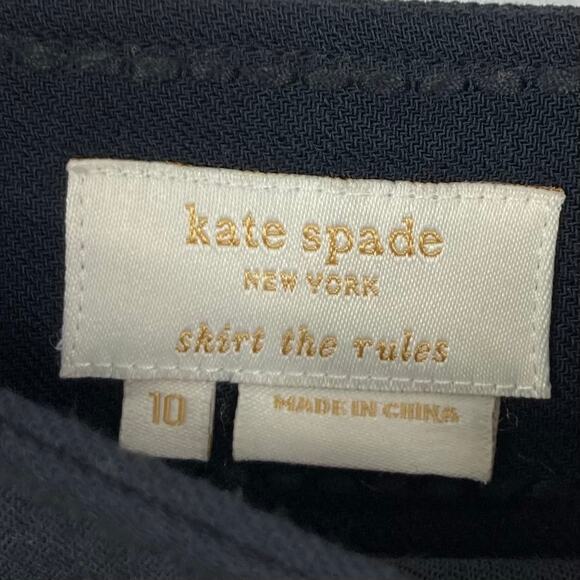 kate spade
NEW YORK
skirt the rules
10
MADE IN CHINA